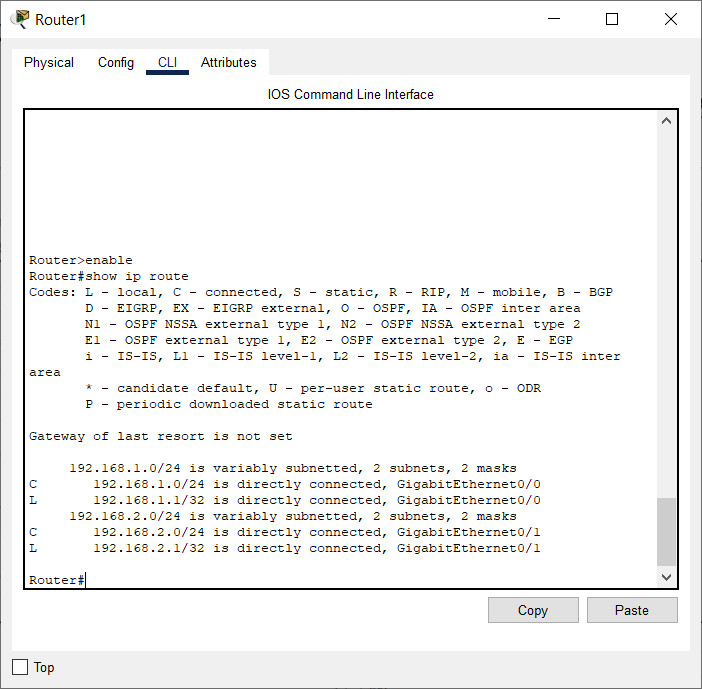 Router1
Physical Config CLI Attributes
IOS Command Line Interface
Router>enable
Router#show ip route
Codes: L - local, C - connected, S - static, R - RIP, M - mobile, B - BGP
D - EIGRP, EX - EIGRP external, O - OSPF, IA - OSPF inter area
N1 - OSPF NSSA external type 1, N2 - OSPF NSSA external type 2
E1 - OSPF external type 1, E2 - OSPF external type 2, E - EGP
i - IS-IS, L1 - IS-IS level-1, L2 - IS-IS level-2, ia - IS-IS inter
area
* - candidate default, U - per-user static route, o - ODR
P - periodic downloaded static route
Gateway of last resort is not set
192.168.1.0/24 is variably subnetted, 2 subnets, 2 masks
C 192.168.1.0/24 is directly connected, GigabitEthernet0/0
L 192.168.1.1/32 is directly connected, GigabitEthernet0/0
192.168.2.0/24 is variably subnetted, 2 subnets, 2 masks
C 192.168.2.0/24 is directly connected, GigabitEthernet0/1
L 192.168.2.1/32 is directly connected, GigabitEthernet0/1
Router#
Copy Paste
Top